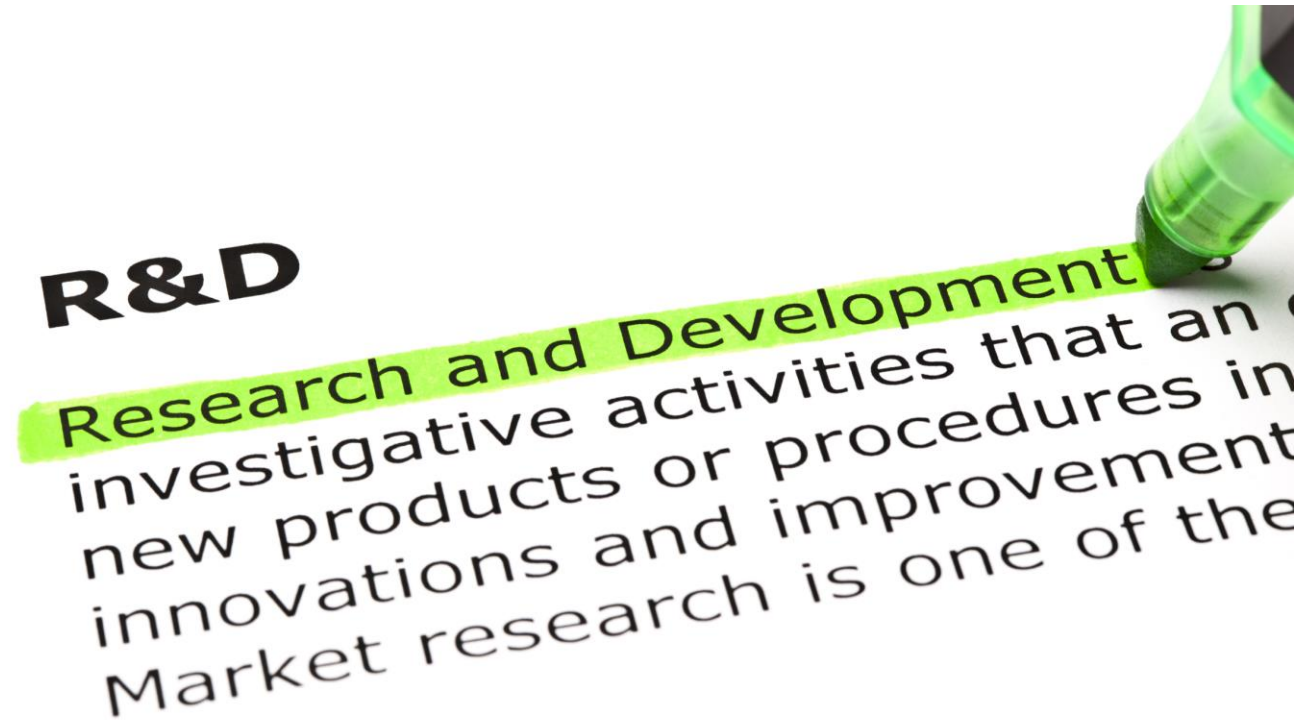 R&D
Research and Development
investigative activities that an
new products or procedures in
innovations and improvement
Market research is one of the